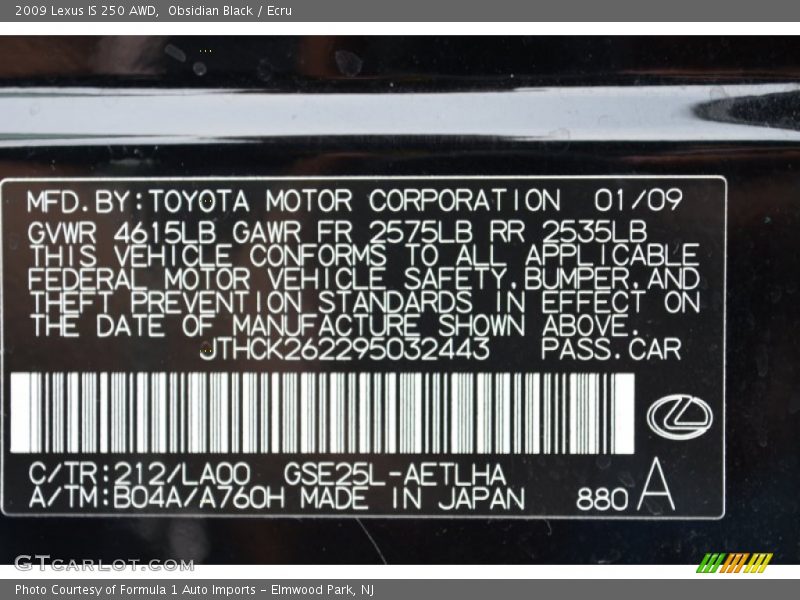 2009 Lexus IS 250 AWD,  Obsidian Black / Ecru
MFD.BY:TOYOTA MOTOR CORPORATION 01/09
GVWR 4615LB GAWR FR 2575LB RR 2535LB
THIS VEHICLE CONFORMS TO ALL APPLICABLE
FEDERAL MOTOR VEHICLE SAFETY,BUMPER,AND
THEFT PREVENTION STANDARDS IN EFFECT ON
THE DATE OF MANUFACTURE SHOWN ABOVE.
JTHCK262295032443 PASS.CAR
C/TR:212/LA00 GSE25L-AETLHA
A/TM:B04A/A760H MADE IN JAPAN 880 A
GTCARLOT.COM
Photo Courtesy of Formula 1 Auto Imports - Elmwood Park, NJ